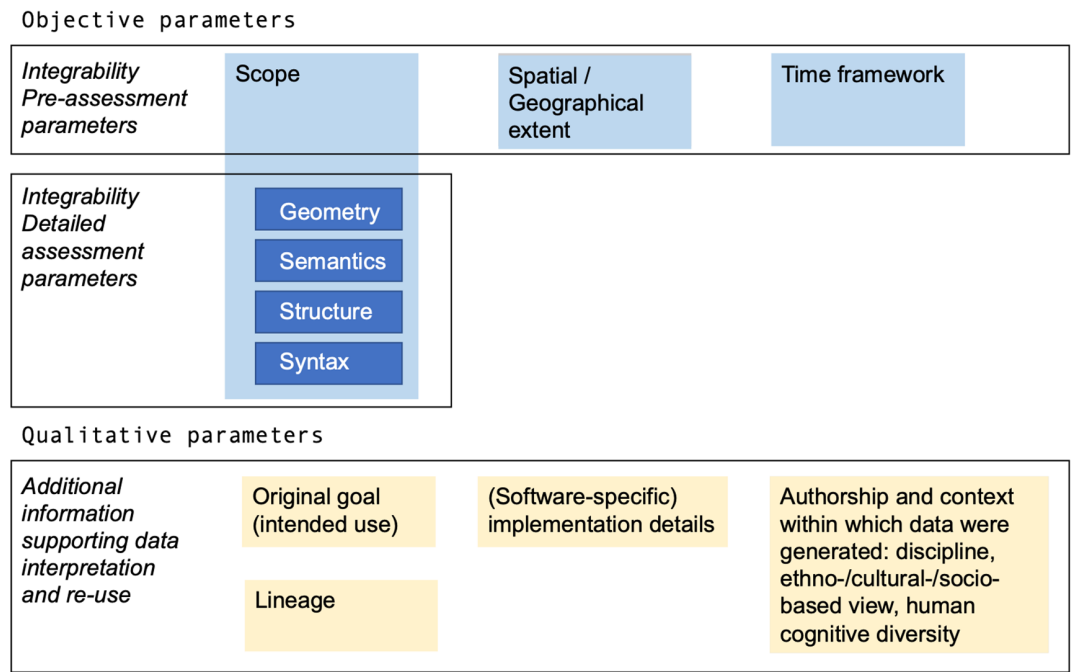 Objective parameters
Integrability
Pre-assessment
parameters
Scope
Spatial /
Geographical
extent
Time framework
Integrability
Detailed
assessment
parameters
Geometry
Semantics
Structure
Syntax
Qualitative parameters
Additional
information
supporting data
interpretation
and re-use
Original goal
(intended use)
(Software-specific)
implementation details
Authorship and context
within which data were
generated: discipline,
ethno-/cultural-/socio-
based view, human
cognitive diversity
Lineage